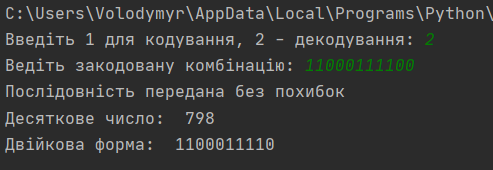 C:\Users\Volodymyr\AppData\Local\Programs\Python\
Введіть 1 для кодування, 2 - декодування: 2
Ведіть закодовану комбінацію: 11000111100
Послідовність передана без похибок
Десяткове число:  798
Двійкова форма:  1100011110